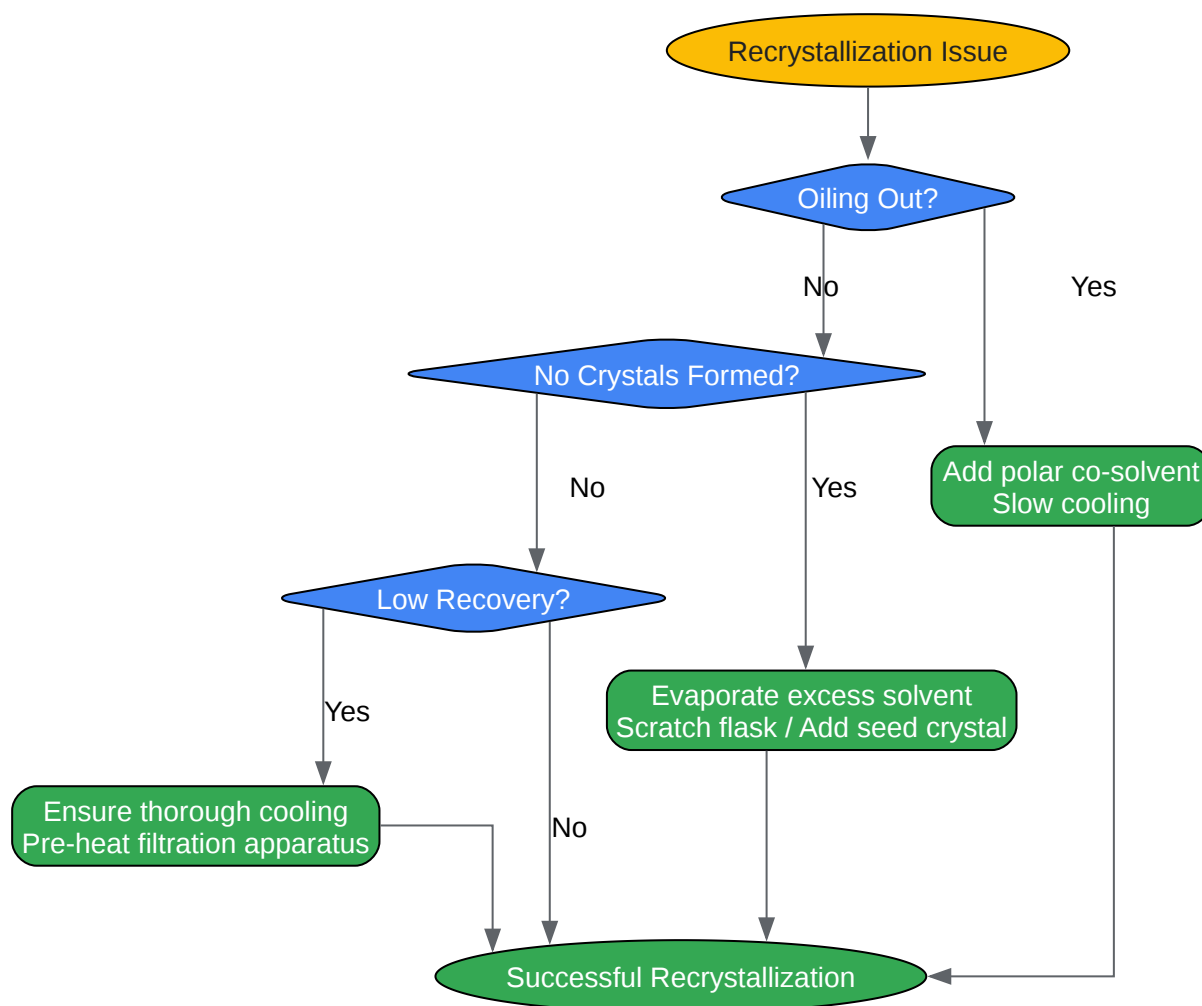 Recrystallization Issue
Oiling Out?
No
Yes
No Crystals Formed?
No
Yes
Add polar co-solvent
Slow cooling
Low Recovery?
Yes
Evaporate excess solvent
Scratch flask / Add seed crystal
Ensure thorough cooling
Pre-heat filtration apparatus
No
Successful Recrystallization